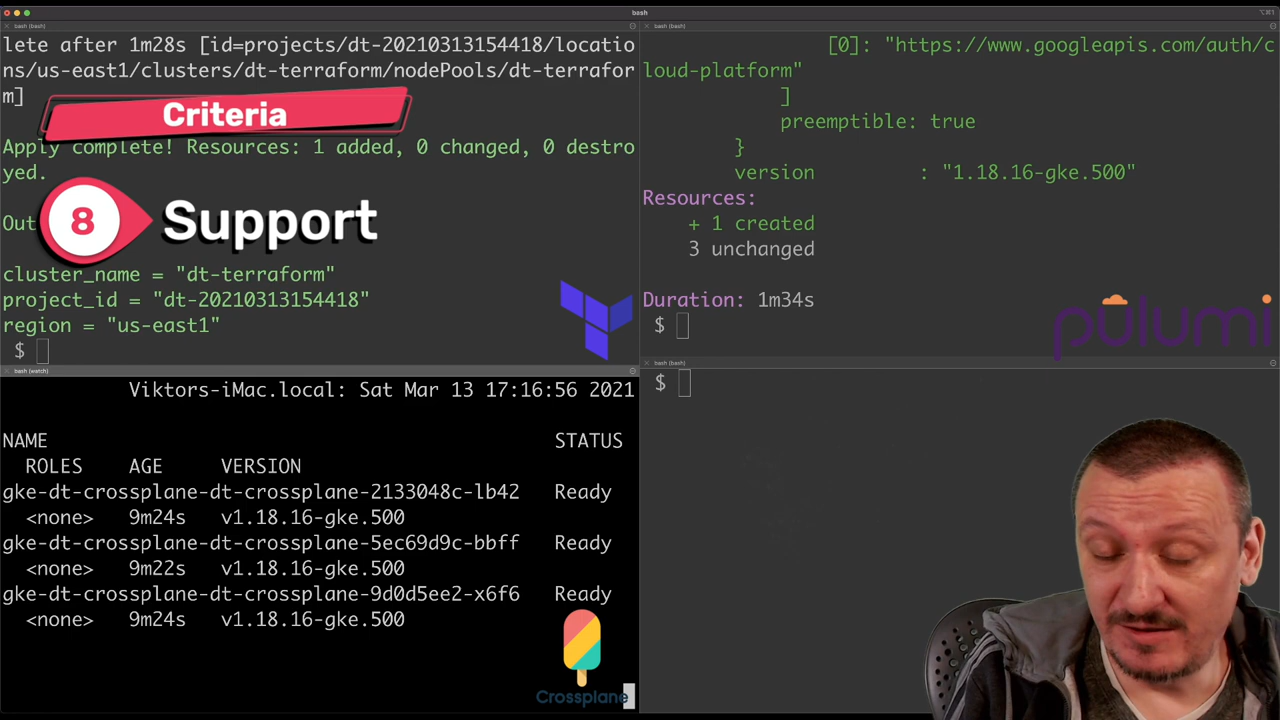 bash
bash (bash)
lete after 1m28s [id=projects/dt-20210313154418/locatio
ns/us-east1/clusters/dt-terraform/nodePools/dt-terrafor
m]
Criteria
Apply complete! Resources: 1 added, 0 changed, 0 destro
yed.
8 Support
Out
cluster_name = "dt-terraform"
project_id = "dt-20210313154418"
region = "us-east1"
$
bash (bash)
[0]: "https://www.googleapis.com/auth/c
loud-platform"
]
preemptible: true
}
version : "1.18.16-gke.500"
Resources:
+ 1 created
3 unchanged
Duration: 1m34s
$
pulumi
bash (watch)
Viktors-iMac.local: Sat Mar 13 17:16:56 2021
NAME STATUS
ROLES AGE VERSION
gke-dt-crossplane-dt-crossplane-2133048c-lb42 Ready
<none> 9m24s v1.18.16-gke.500
gke-dt-crossplane-dt-crossplane-5ec69d9c-bbff Ready
<none> 9m22s v1.18.16-gke.500
gke-dt-crossplane-dt-crossplane-9d0d5ee2-x6f6 Ready
<none> 9m24s v1.18.16-gke.500
Crossplane
bash (bash)
$